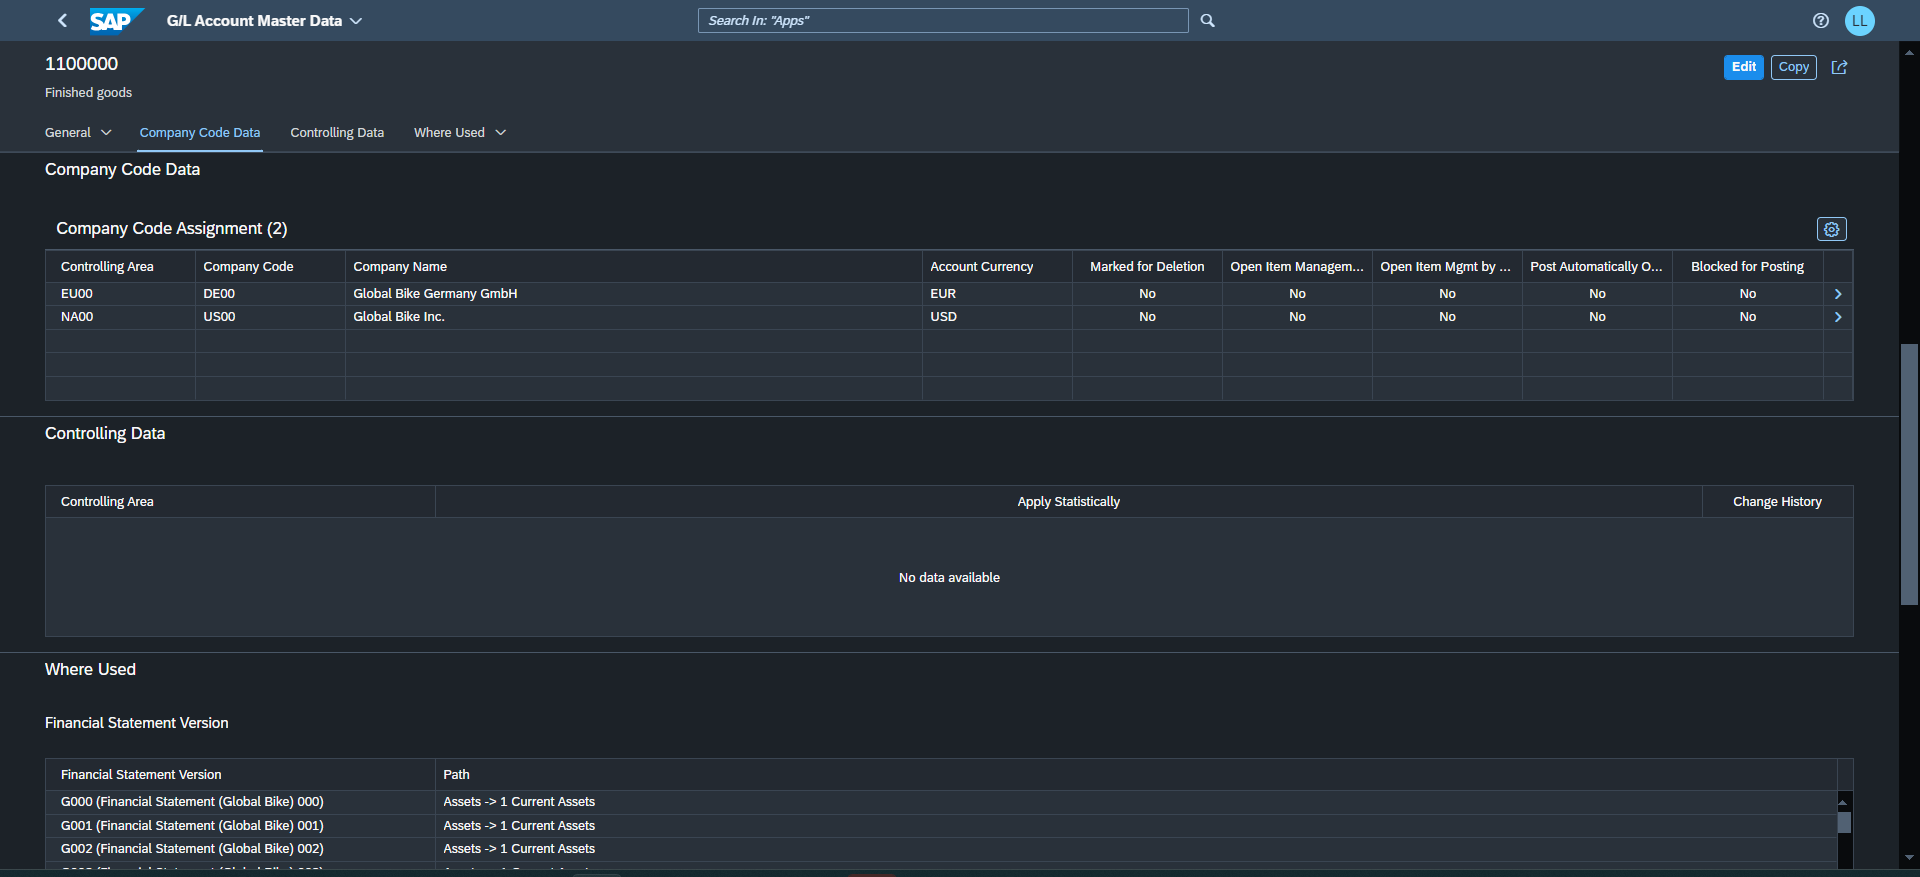 SAP G/L Account Master Data
Search In: "Apps"
LL
1100000
Edit Copy
Finished goods
General Company Code Data Controlling Data Where Used
Company Code Data
Company Code Assignment (2)
Controlling Area Company Code Company Name Account Currency Marked for Deletion Open Item Managem... Open Item Mgmt by ... Post Automatically O... Blocked for Posting
EU00 DE00 Global Bike Germany GmbH EUR No No No No No
NA00 US00 Global Bike Inc. USD No No No No No
Controlling Data
Controlling Area Apply Statistically Change History
No data available
Where Used
Financial Statement Version
Financial Statement Version Path
G000 (Financial Statement (Global Bike) 000) Assets -> 1 Current Assets
G001 (Financial Statement (Global Bike) 001) Assets -> 1 Current Assets
G002 (Financial Statement (Global Bike) 002) Assets -> 1 Current Assets